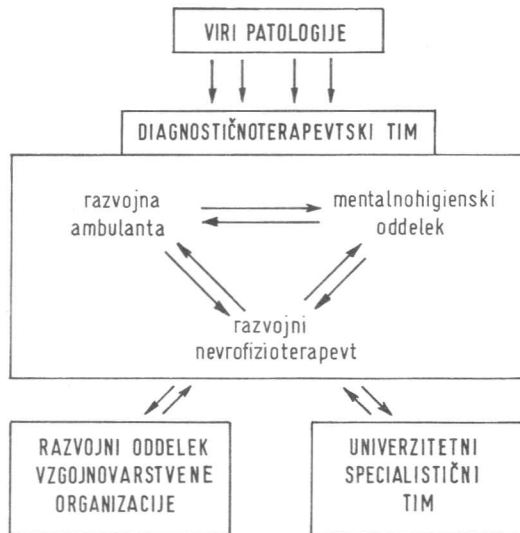 VIRI PATOLOGIJE
DIAGNOSTIČNOTERAPEVTSKI TIM
razvojna
ambulanta
mentalnohigienski
oddelek
razvojni
nevrofizioterapevt
RAZVOJNI ODDELEK
VZGOJNOVARSTVENE
ORGANIZACIJE
UNIVERZITETNI
SPECIALISTIČNI
TIM